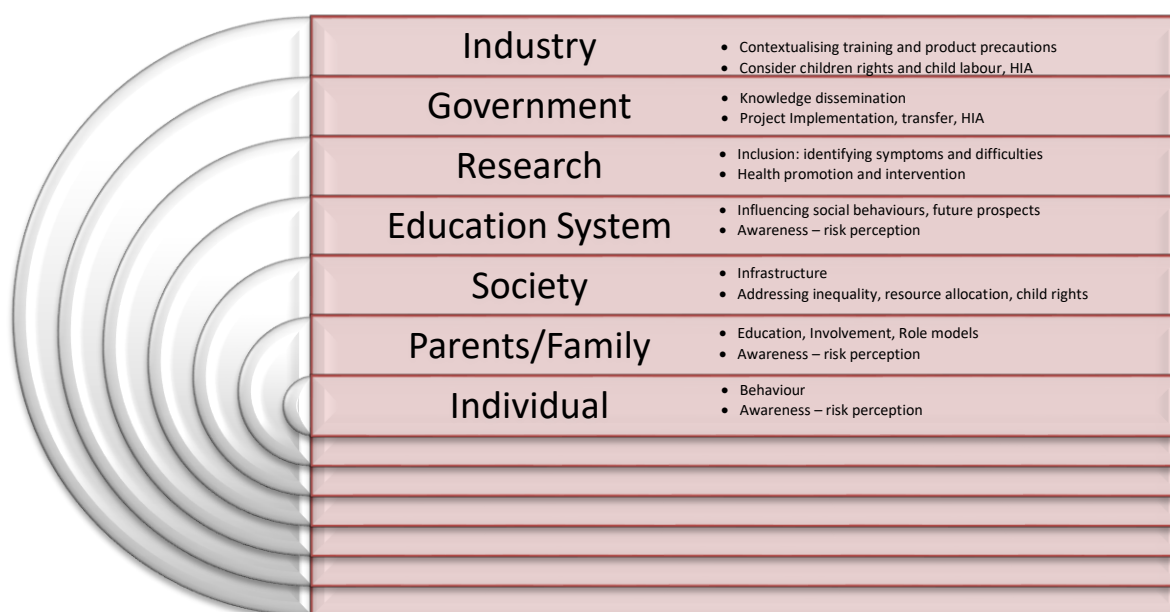 Industry
• Contextualising training and product precautions
• Consider children rights and child labour, HIA
Government
• Knowledge dissemination
• Project Implementation, transfer, HIA
Research
• Inclusion: identifying symptoms and difficulties
• Health promotion and intervention
Education System
• Influencing social behaviours, future prospects
• Awareness – risk perception
Society
• Infrastructure
• Addressing inequality, resource allocation, child rights
Parents/Family
• Education, Involvement, Role models
• Awareness – risk perception
Individual
• Behaviour
• Awareness – risk perception